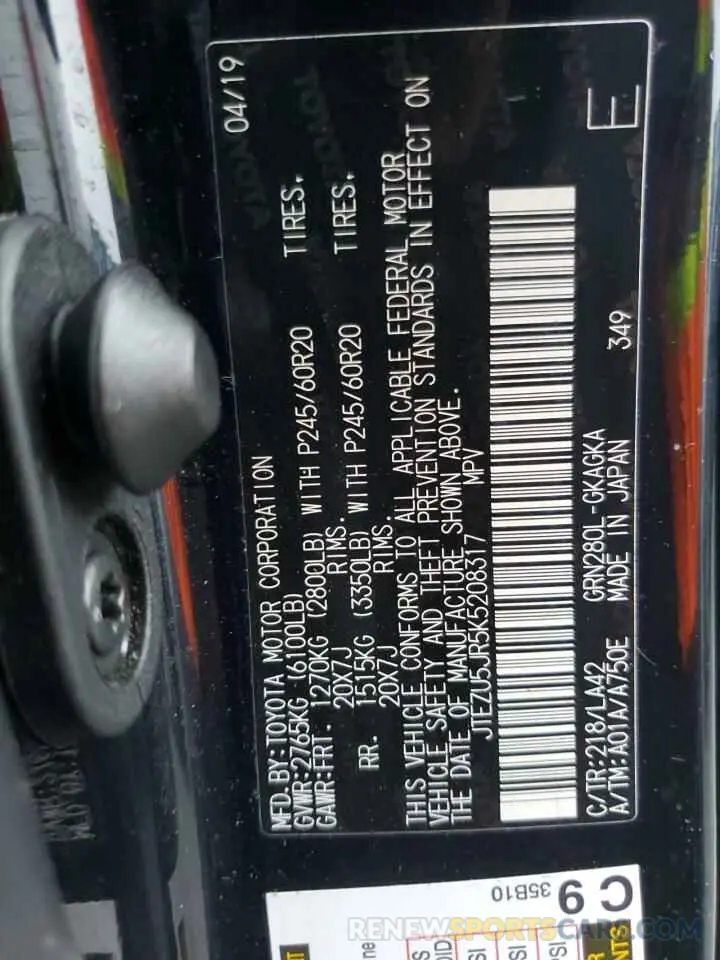 04/19
MFD.BY:TOYOTA MOTOR CORPORATION
GVWR:2765KG (6100LB)
GAWR:FRT. 1270KG (2800LB) WITH P245/60R20 TIRES.
20X7J RIMS.
RR. 1515KG (3350LB) WITH P245/60R20 TIRES.
20X7J RIMS.
THIS VEHICLE CONFORMS TO ALL APPLICABLE FEDERAL MOTOR
VEHICLE SAFETY AND THEFT PREVENTION STANDARDS IN EFFECT ON
THE DATE OF MANUFACTURE SHOWN ABOVE.
JTEZU5JR5K5208317 MPV
C/TR:218/LA42 GRN280L-GKAGKA 349
A/TM:A01A/A750E MADE IN JAPAN
E
C9
35B10
RENEWSPORTSCARS.COM